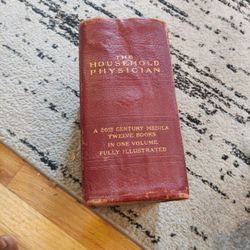 THE
HOUSEHOLD
PHYSICIAN
A 20TH CENTURY MEDICA
TWELVE BOOKS
IN ONE VOLUME
FULLY ILLUSTRATED